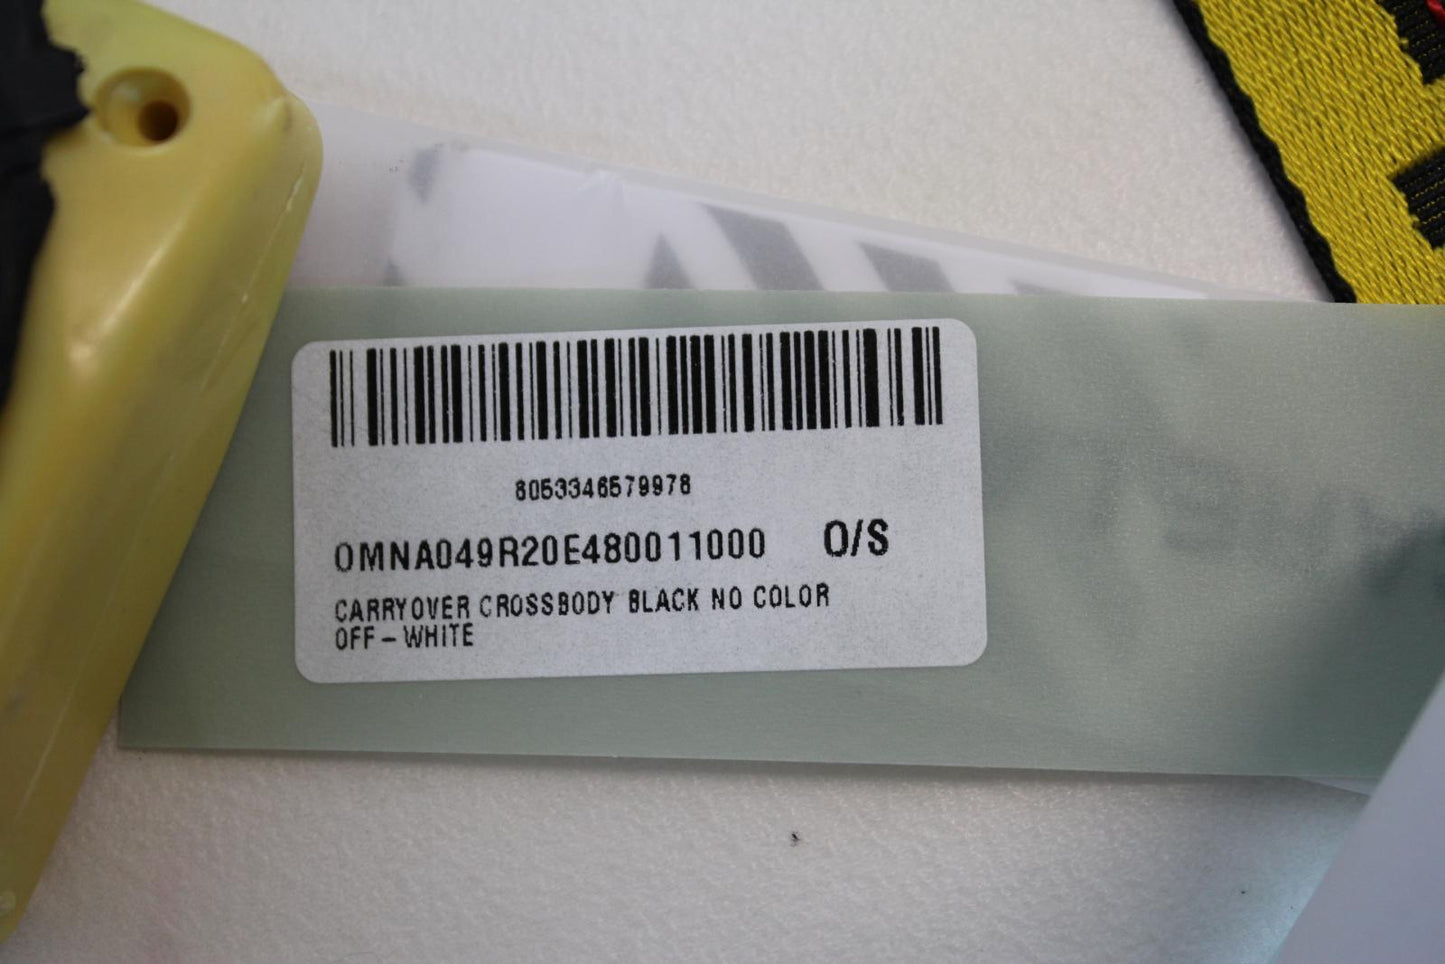 8053346579978
OMNA049R20E480011000 O/S
CARRYOVER CROSSBODY BLACK NO COLOR
OFF-WHITE